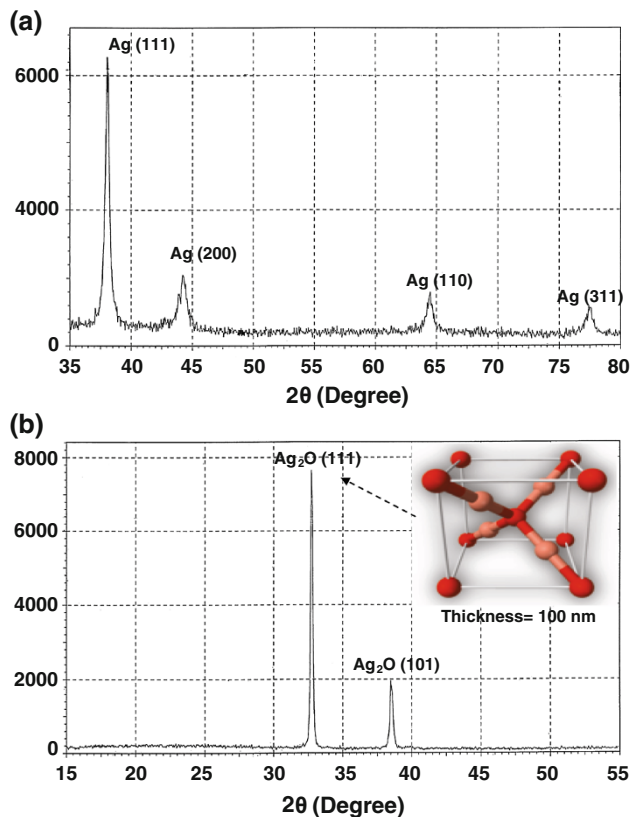 (a)
Ag (111)
6000
4000
Ag (200)
2000
Ag (110)
Ag (311)
0
35 40 45 50 55 60 65 70 75 80
2θ (Degree)
(b)
8000
Ag₂O (111)
6000
Thickness= 100 nm
4000
Ag₂O (101)
2000
0
15 20 25 30 35 40 45 50 55
2θ (Degree)